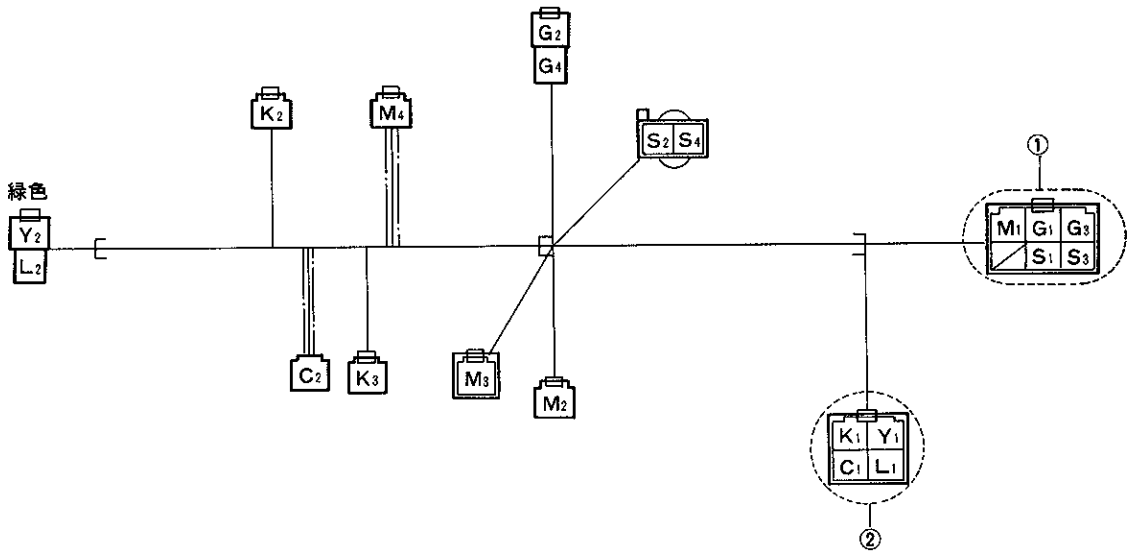 G2
G4
K2
M4
S2 S4
①
緑色
Y2
L2
M1 G1 G3
S1 S3
C2
K3
M3
M2
K1 Y1
C1 L1
②